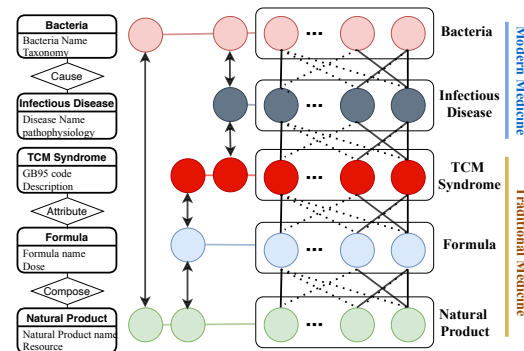 Bacteria
Bacteria Name
Taxonomy
Cause
Infectious Disease
Disease Name
pathophysiology
TCM Syndrome
GB95 code
Description
Attribute
Formula
Formula name
Dose
Compose
Natural Product
Natural Product name
Resource
Bacteria
Infectious
Disease
TCM
Syndrome
Formula
Natural
Product
Modern Medicine
Traditional Medicine